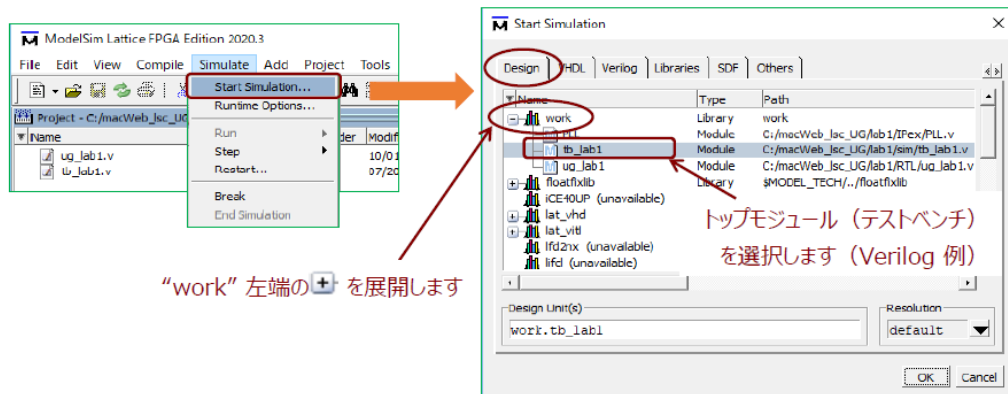 ModelSim Lattice FPGA Edition 2020.3
File Edit View Compile Simulate Add Project Tools
Start Simulation...
Runtime Options...
Project - C:/macWeb_lsc_UG
Name
Modif
Run
Step
Restart...
Break
End Simulation
ug_lab1.v
10/01
tb_lab1.v
07/20
"work" 左端の + を展開します
Start Simulation
Design VHDL Verilog Libraries SDF Others
Name Type Path
work Library work
PLL Module C:/macWeb_lsc_UG/lab1/IPex/PLL.v
tb_lab1 Module C:/macWeb_lsc_UG/lab1/sim/tb_lab1.v
ug_lab1 Module C:/macWeb_lsc_UG/lab1/RTL/ug_lab1.v
floatfixlib Library $MODEL_TECH/../floatfixlib
iCE40UP (unavailable)
lat_vhd
lat_vitl
lfd2nx (unavailable)
lifcl (unavailable)
トップモジュール(テストベンチ)
を選択します(Verilog 例)
Design Unit(s) Resolution
work.tb_lab1 default
OK Cancel